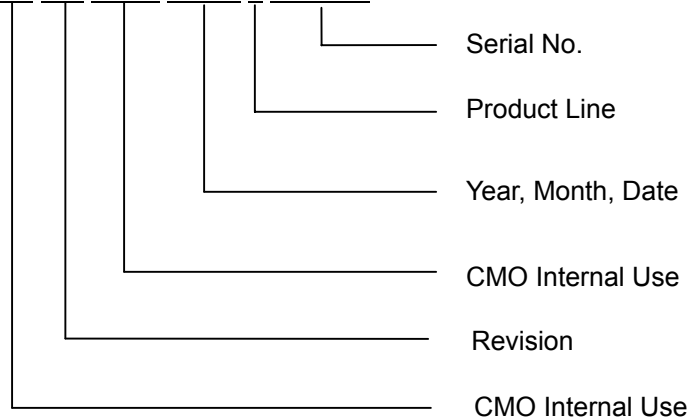 Serial No.
Product Line
Year, Month, Date
CMO Internal Use
Revision
CMO Internal Use